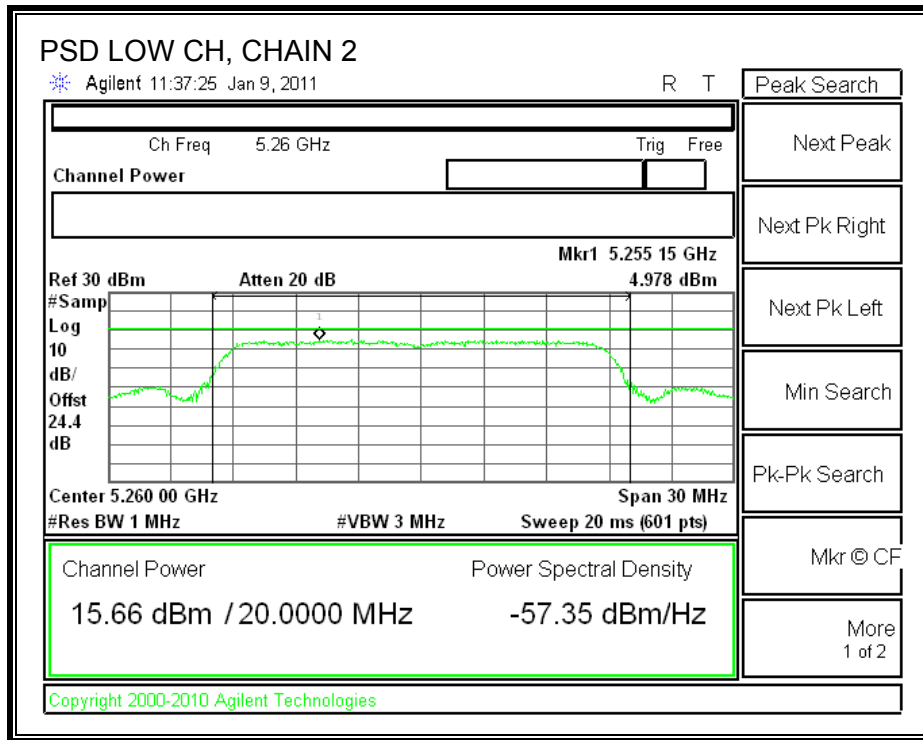 PSD LOW CH, CHAIN 2
Agilent 11:37:25 Jan 9, 2011 R T
Peak Search
Ch Freq 5.26 GHz Trig Free
Channel Power
Next Peak
Next Pk Right
Mkr1 5.255 15 GHz
Ref 30 dBm Atten 20 dB 4.978 dBm
#Samp
Log
10
dB/
Offst
24.4
dB
1
Next Pk Left
Min Search
Pk-Pk Search
Center 5.260 00 GHz Span 30 MHz
#Res BW 1 MHz #VBW 3 MHz Sweep 20 ms (601 pts)
Channel Power Power Spectral Density
15.66 dBm / 20.0000 MHz -57.35 dBm/Hz
Mkr © CF
More
1 of 2
Copyright 2000-2010 Agilent Technologies